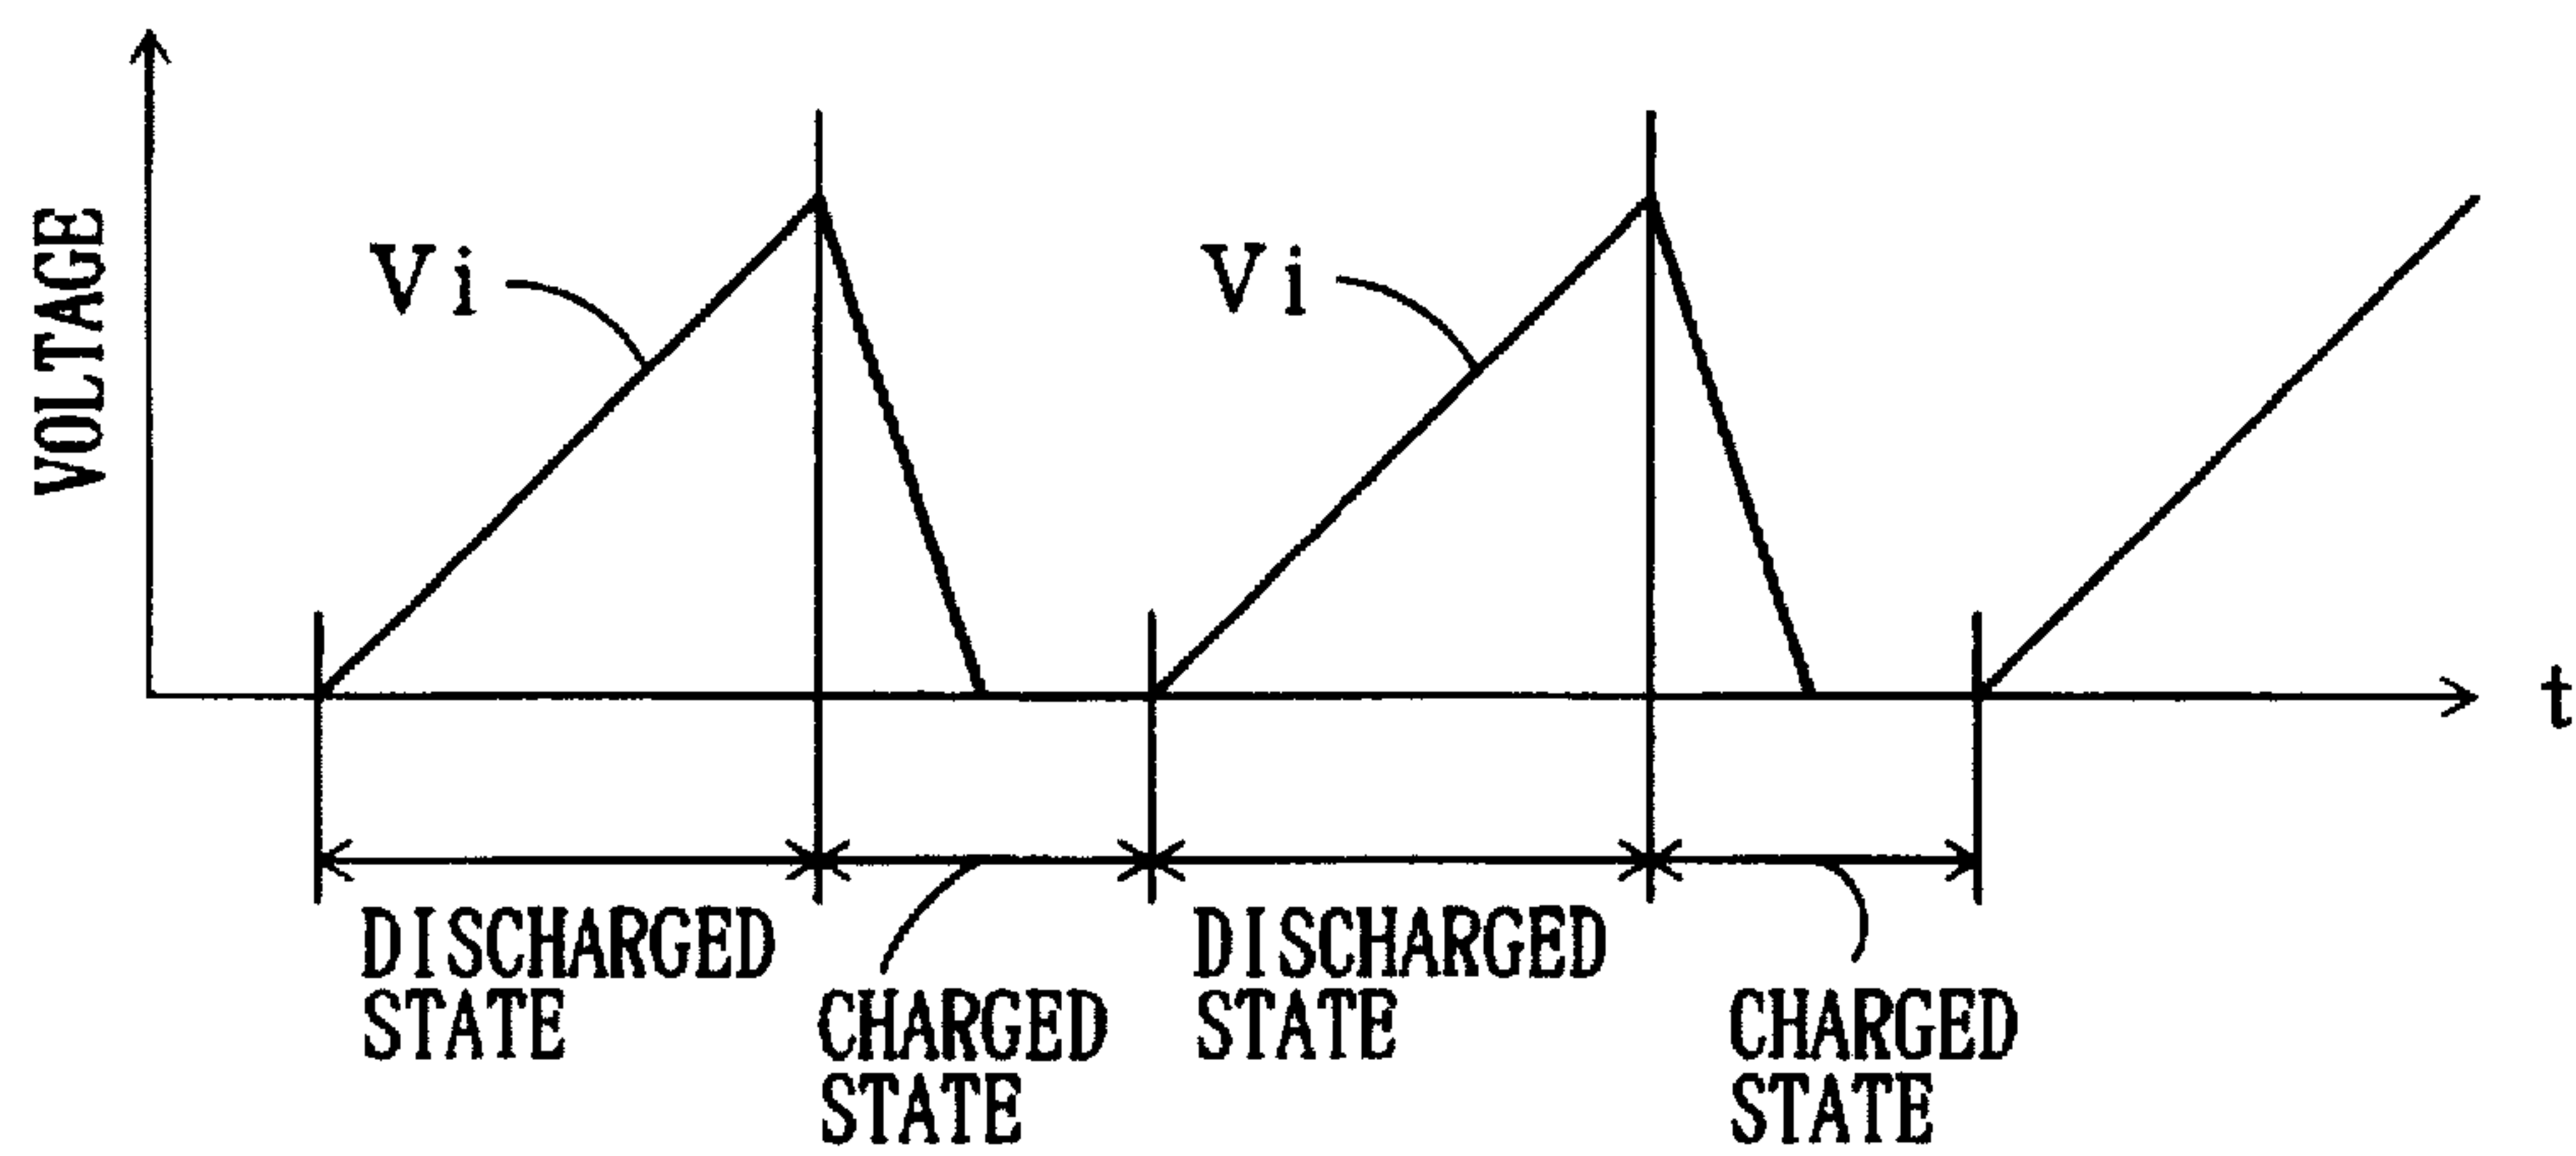 VOLTAGE
Vi
Vi
t
DISCHARGED
STATE
CHARGED
STATE
DISCHARGED
STATE
CHARGED
STATE